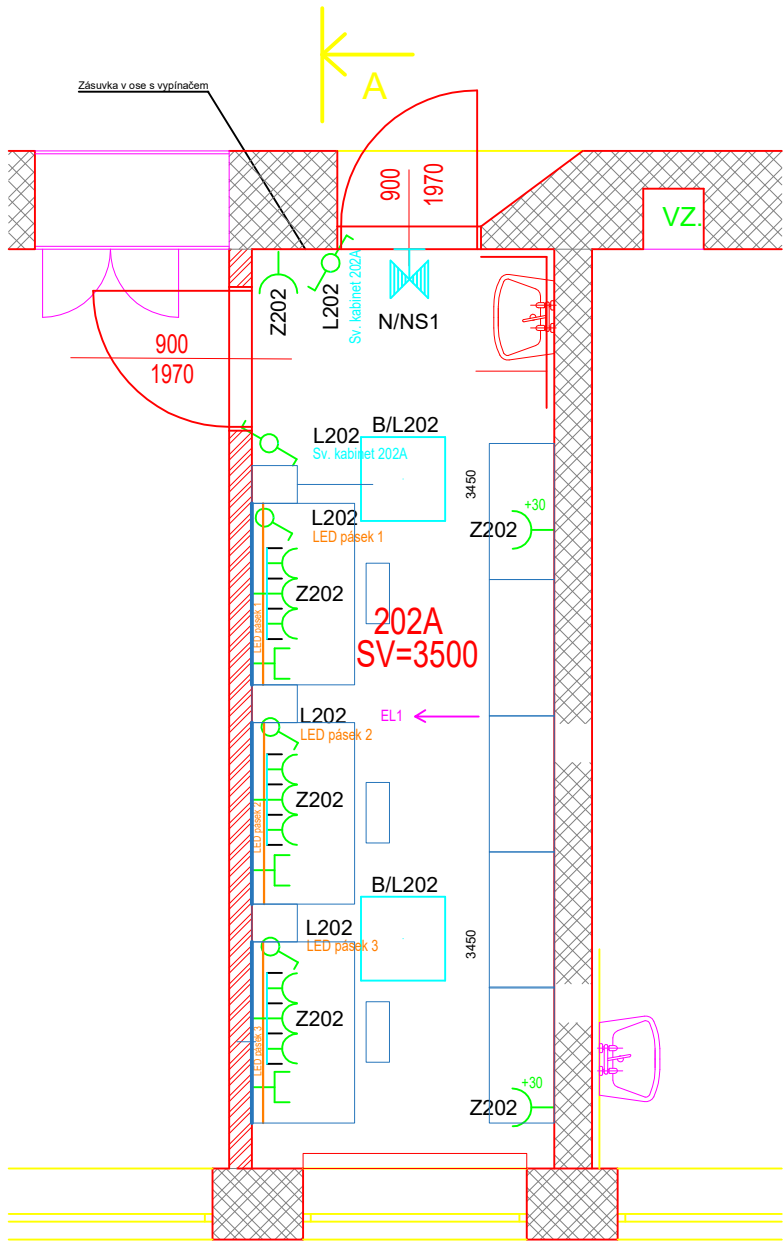 Zásuvka v ose s vypínačem
A
900
1970
VZ.
Z202
L202
Sv. kabinet 202A
N/NS1
900
1970
L202
Sv. kabinet 202A
B/L202
3450
+30
Z202
L202
LED pásek 1
LED pásek 1
Z202
202A
SV=3500
L202
LED pásek 2
EL1
LED pásek 2
Z202
B/L202
3450
L202
LED pásek 3
LED pásek 3
Z202
+30
Z202